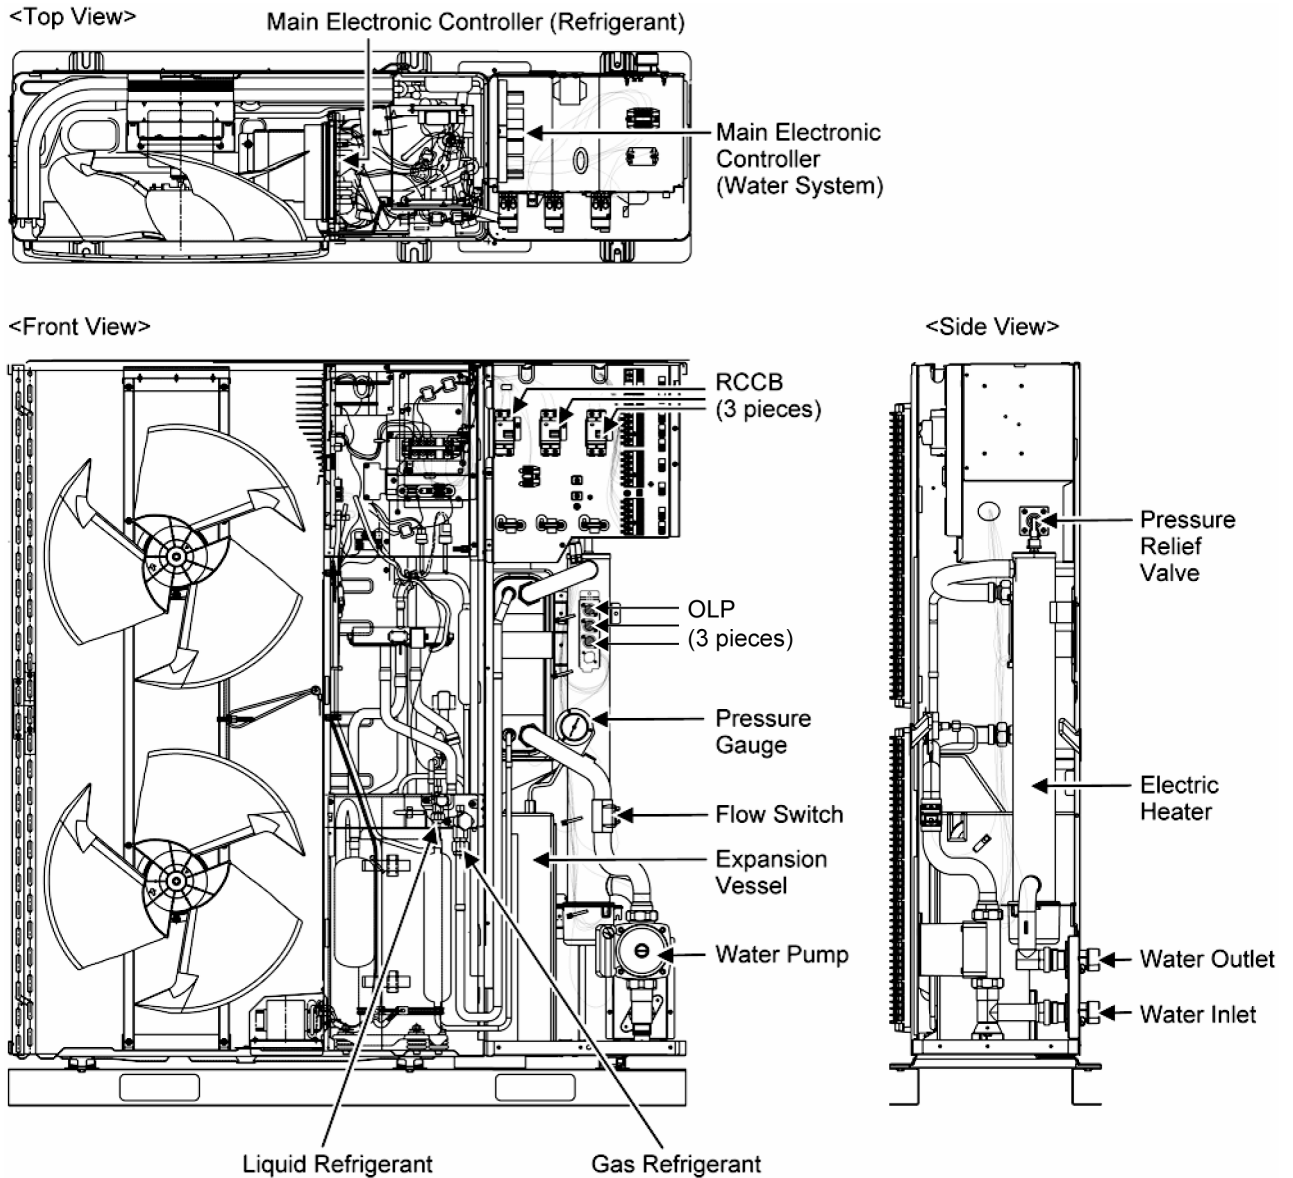 <Top View>
Main Electronic Controller (Refrigerant)
Main Electronic
Controller
(Water System)
<Front View>
<Side View>
RCCB
(3 pieces)
Pressure
Relief
Valve
OLP
(3 pieces)
Pressure
Gauge
Electric
Heater
Flow Switch
Expansion
Vessel
Water Pump
Water Outlet
Water Inlet
Liquid Refrigerant
Gas Refrigerant